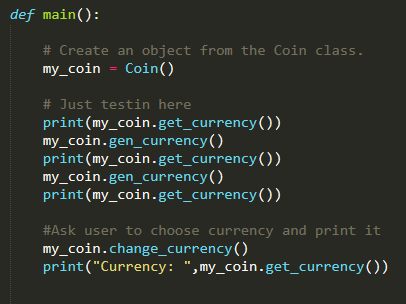 def main():
# Create an object from the Coin class.
my_coin = Coin()
# Just testin here
print(my_coin.get_currency())
my_coin.gen_currency()
print(my_coin.get_currency())
my_coin.gen_currency()
print(my_coin.get_currency())
#Ask user to choose currency and print it
my_coin.change_currency()
print("Currency: ",my_coin.get_currency())